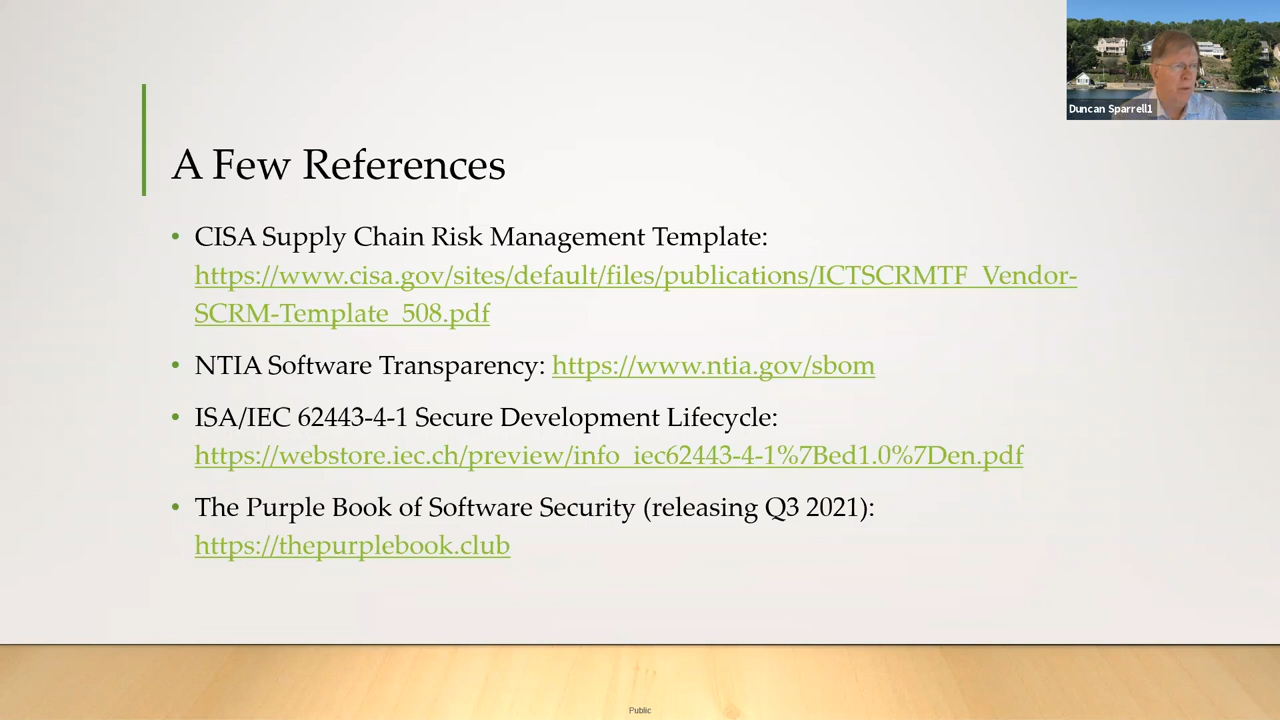 Duncan Sparrell1
A Few References
• CISA Supply Chain Risk Management Template:
https://www.cisa.gov/sites/default/files/publications/ICTSCRMTF_Vendor-
SCRM-Template_508.pdf
• NTIA Software Transparency: https://www.ntia.gov/sbom
• ISA/IEC 62443-4-1 Secure Development Lifecycle:
https://webstore.iec.ch/preview/info_iec62443-4-1%7Bed1.0%7Den.pdf
• The Purple Book of Software Security (releasing Q3 2021):
https://thepurplebook.club
Public